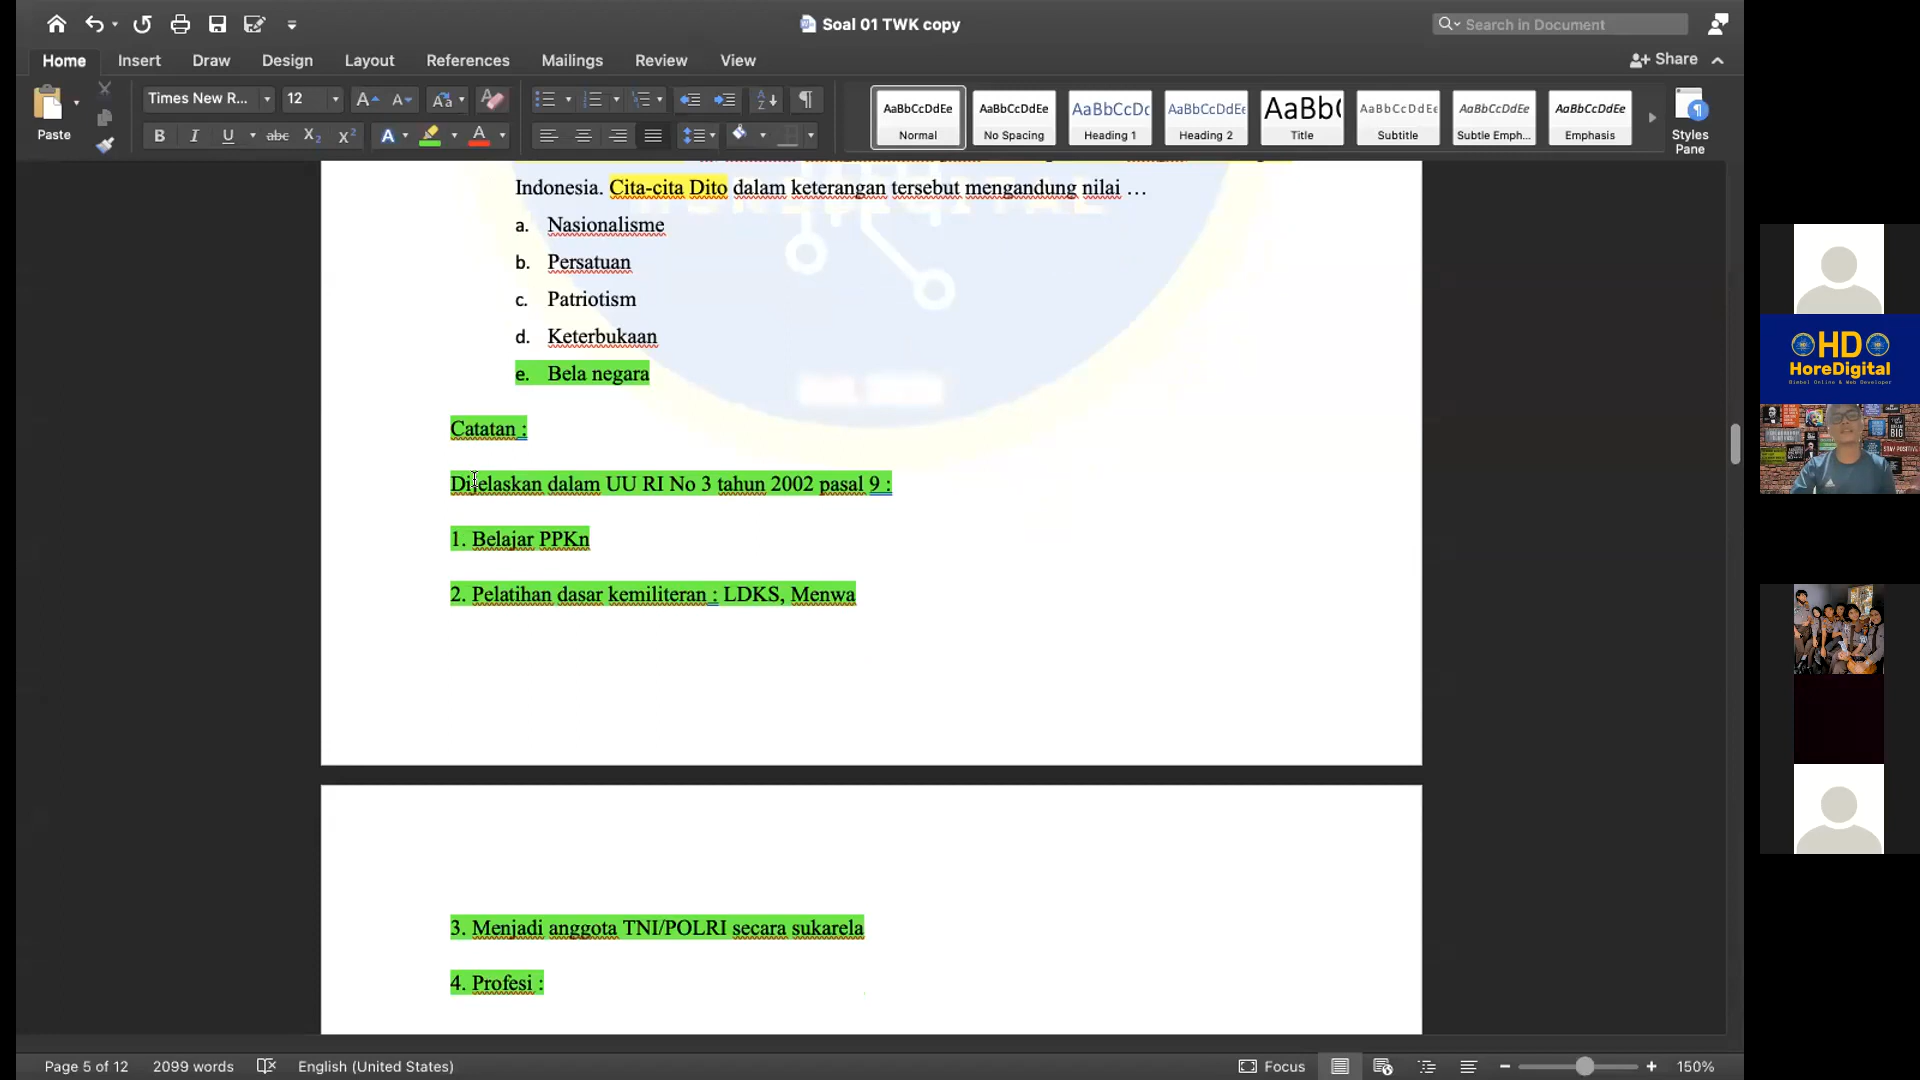 Soal 01 TWK copy
Search in Document
Home Insert Draw Design Layout References Mailings Review View
Share
Paste
Times New R... 12
AaBbCcDdEe AaBbCcDdEe AaBbCcDc AaBbCcDdEe AaBb( AaBbCcDdEe AaBbCcDdEe AaBbCcDdEe
Normal No Spacing Heading 1 Heading 2 Title Subtitle Subtle Emph... Emphasis
Styles
Pane
Indonesia. Cita-cita Dito dalam keterangan tersebut mengandung nilai …
a. Nasionalisme
b. Persatuan
c. Patriotism
d. Keterbukaan
e. Bela negara
Catatan :
Dijelaskan dalam UU RI No 3 tahun 2002 pasal 9 :
1. Belajar PPKn
2. Pelatihan dasar kemiliteran : LDKS, Menwa
3. Menjadi anggota TNI/POLRI secara sukarela
4. Profesi :
HD
HoreDigital
Bimbel Online & Web Developer
Page 5 of 12 2099 words English (United States) Focus 150%